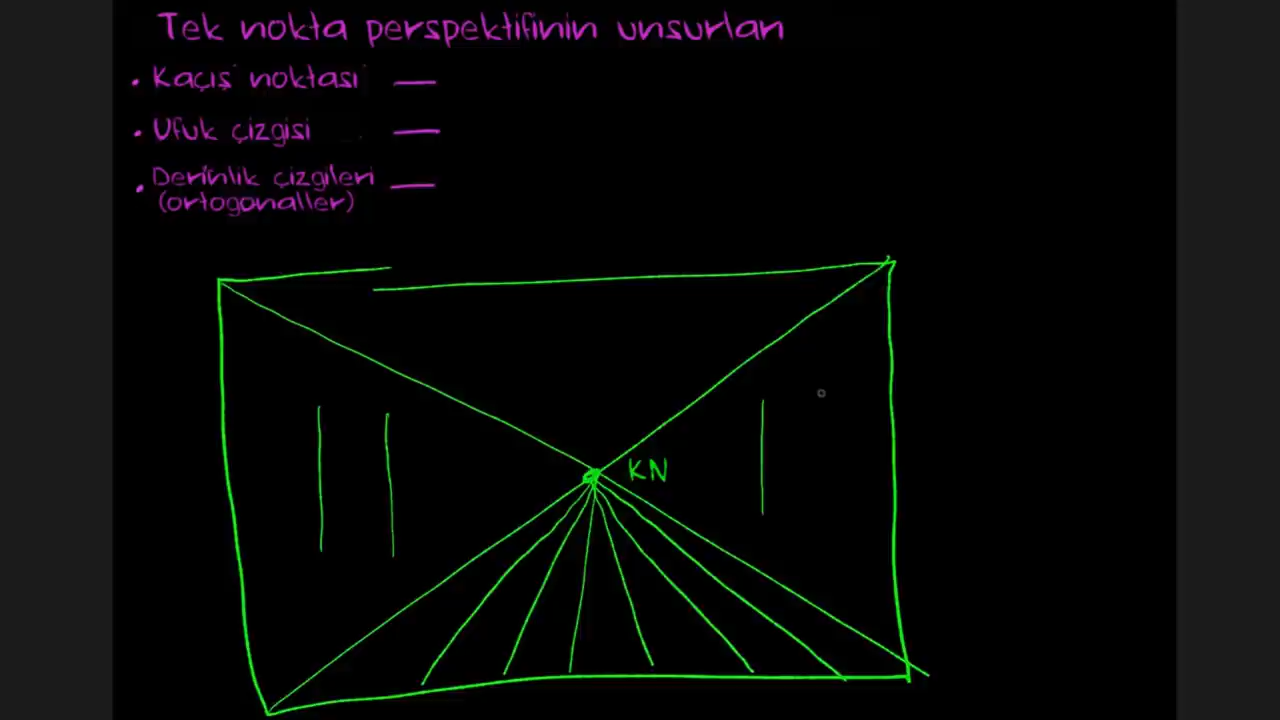 Tek nokta perspektifinin unsurları
• Kaçış noktası —
• Ufuk çizgisi —
• Derinlik çizgileri —
(ortogonaller)
KN